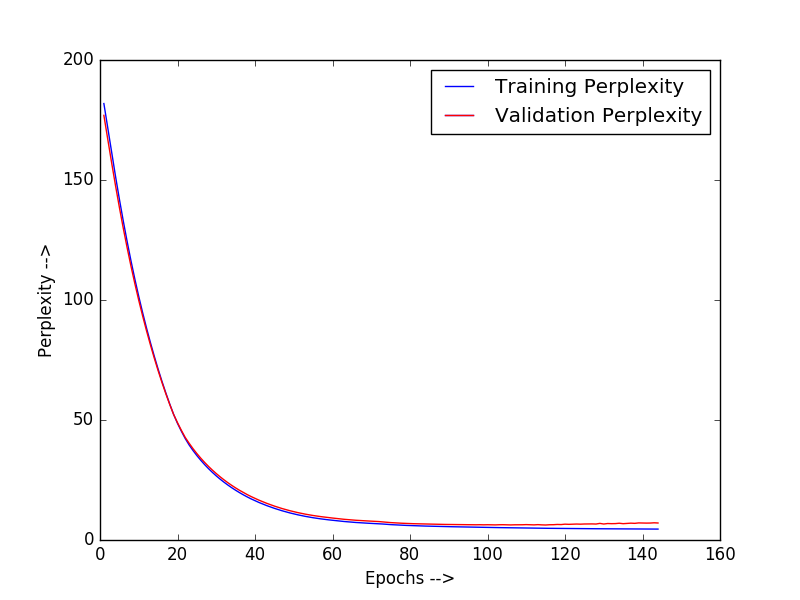 200
150
100
50
0
Perplexity -->
Training Perplexity
Validation Perplexity
0 20 40 60 80 100 120 140 160
Epochs -->